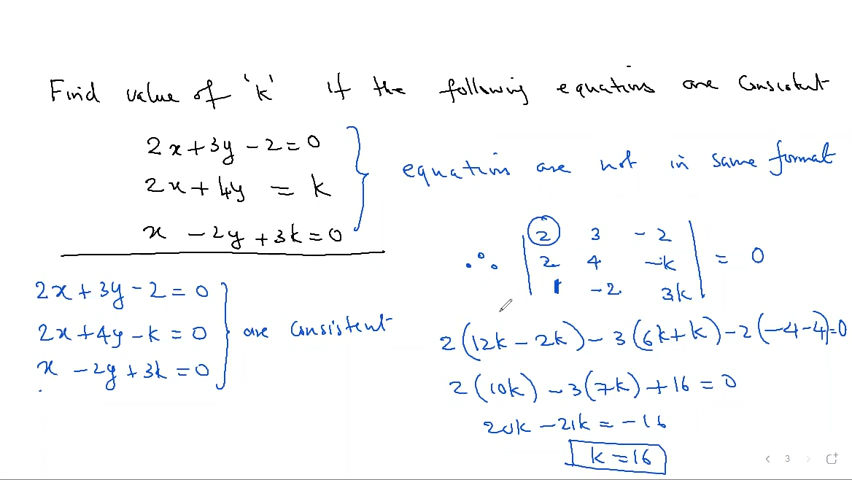 Find value of 'k' if the following equations are consistent
2x+3y-2=0
2x+4y = k
x -2y+3k=0
equations are not in same format
2x+3y-2=0
2x+4y-k=0
x -2y+3k=0
are consistent
∴ | 2 3 -2 |
| 2 4 -k | = 0
| 1 -2 3k |
2(12k-2k)-3(6k+k)-2(-4-4)=0
2(10k)-3(7k)+16=0
20k-21k=-16
k=16
3